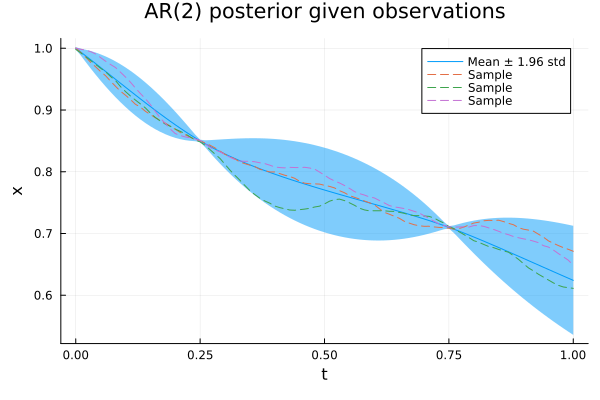 AR(2) posterior given observations
Mean ± 1.96 std
Sample
Sample
Sample
1.0
0.9
0.8
0.7
0.6
x
0.00
0.25
0.50
0.75
1.00
t